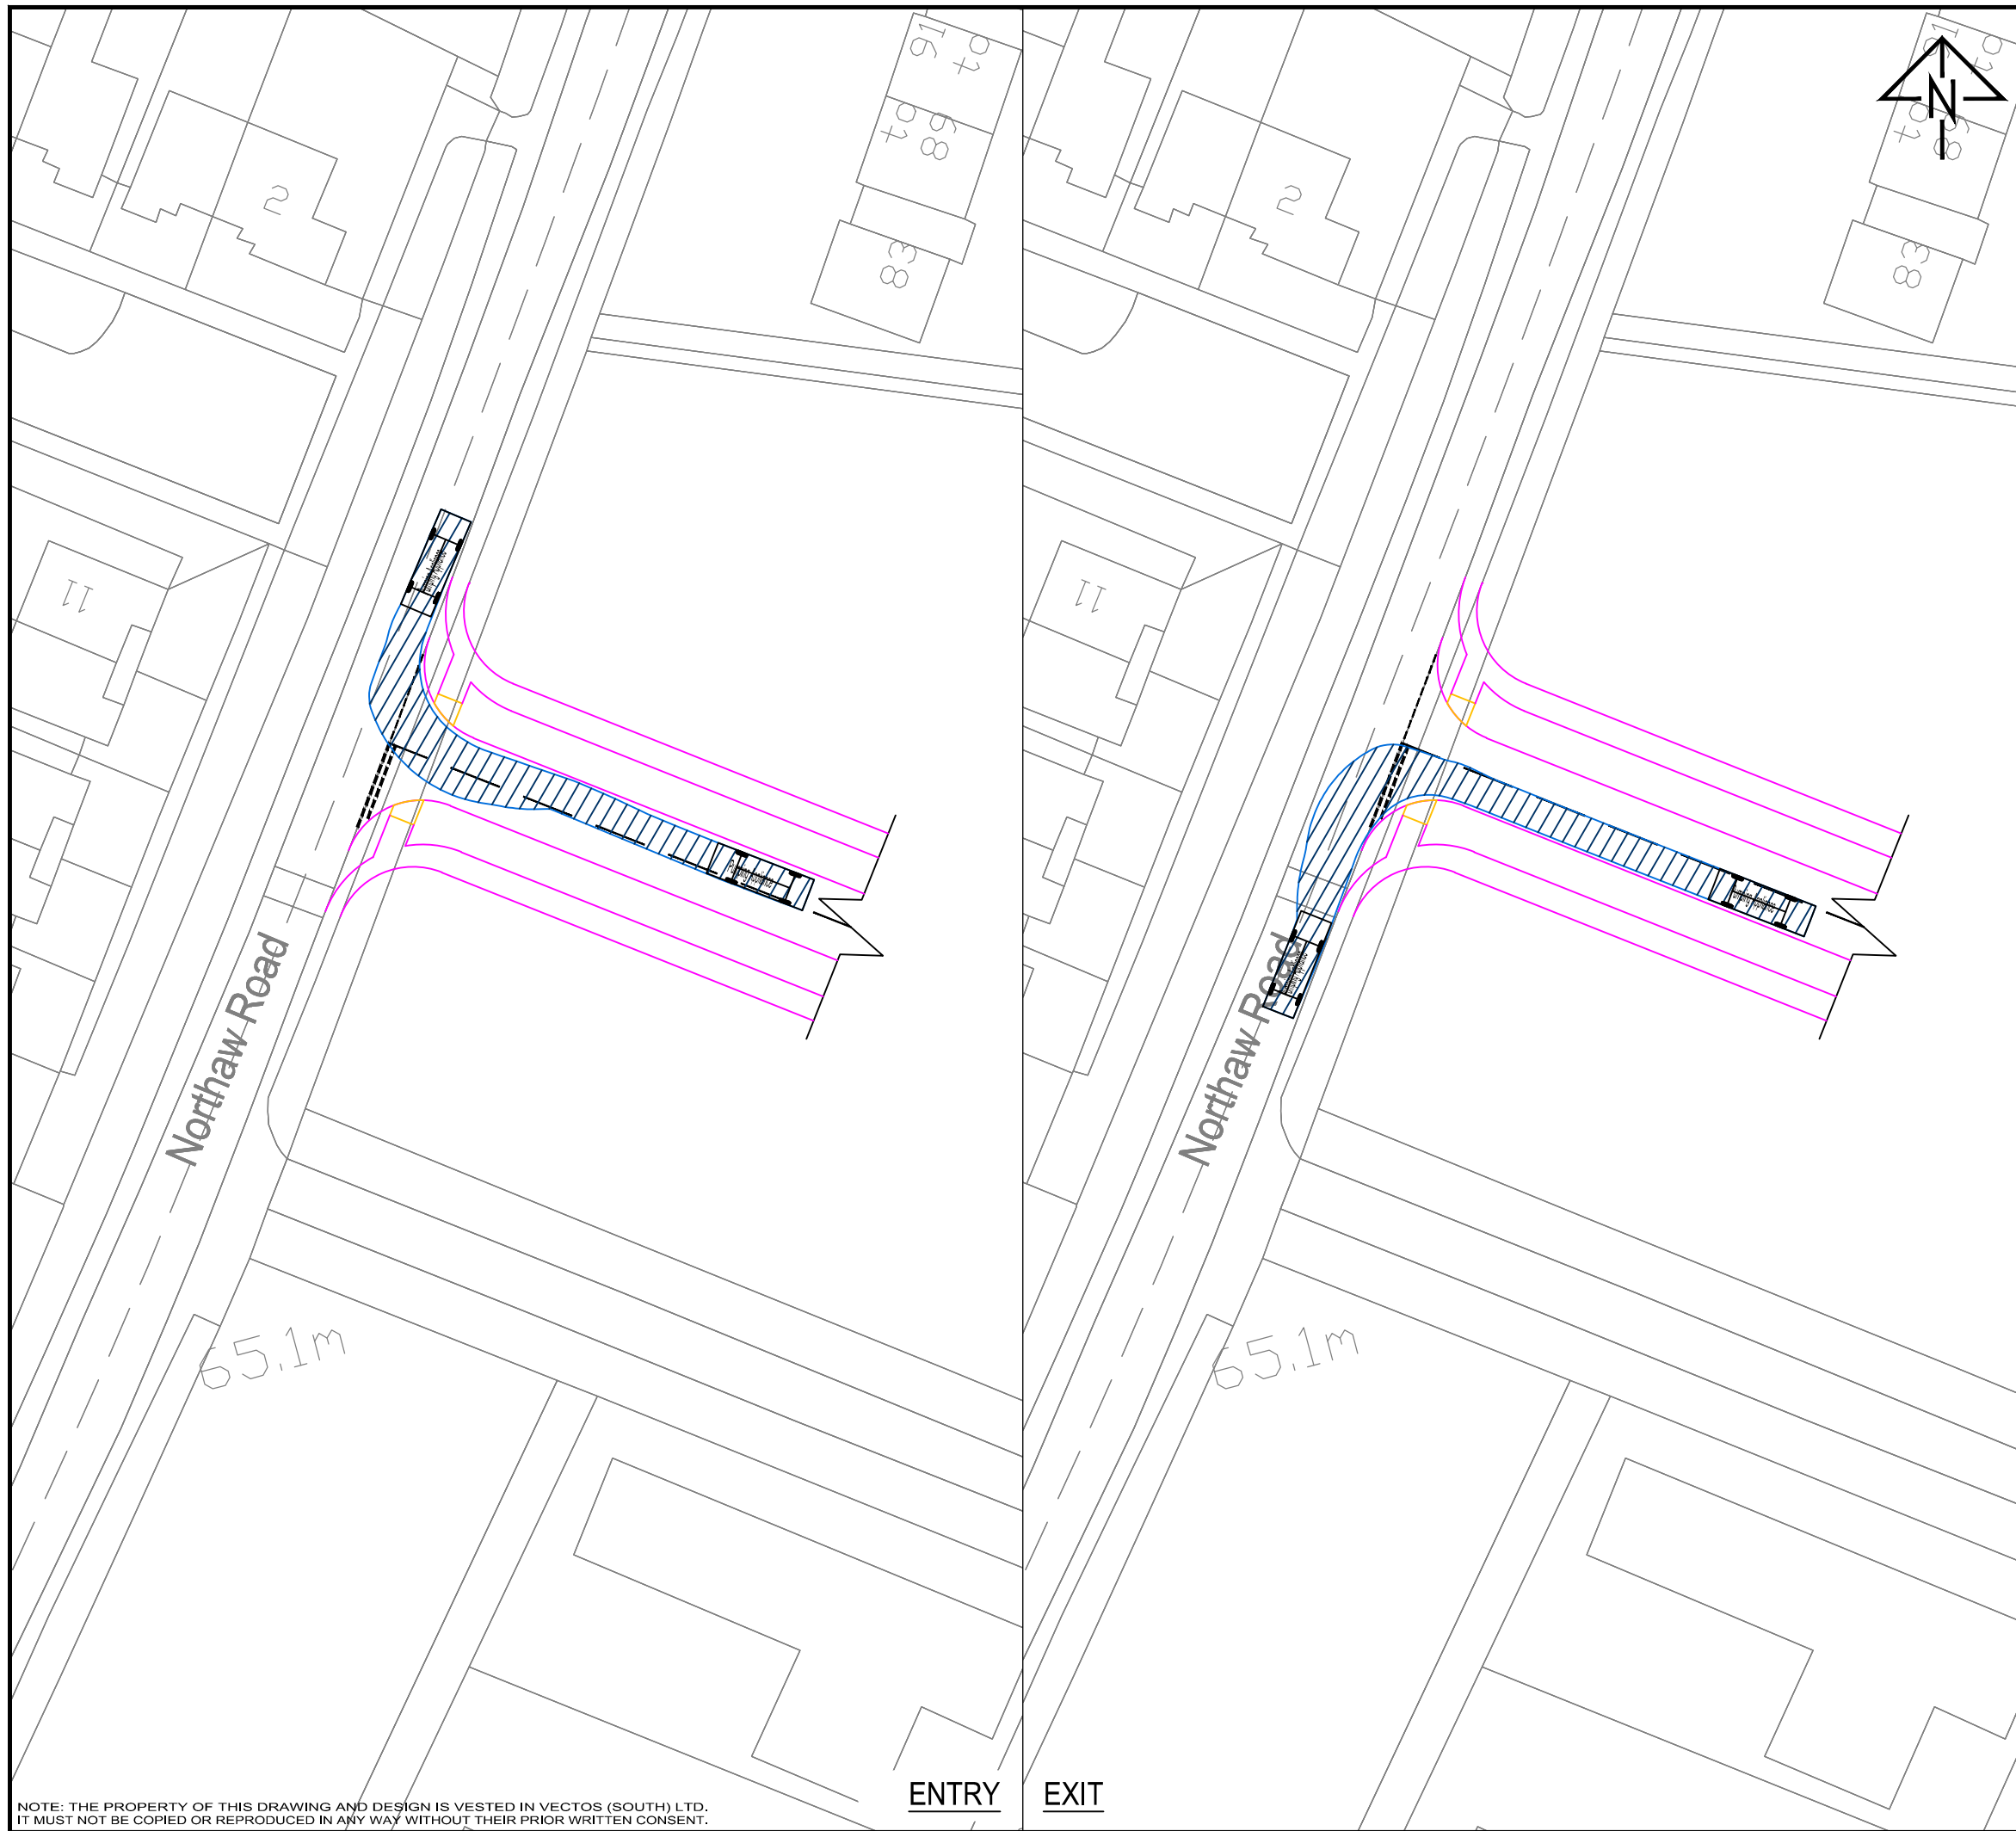 2
83
11
Northaw Road
65.1m
NOTE: THE PROPERTY OF THIS DRAWING AND DESIGN IS VESTED IN VECTOS (SOUTH) LTD.
IT MUST NOT BE COPIED OR REPRODUCED IN ANY WAY WITHOUT THEIR PRIOR WRITTEN CONSENT.
ENTRY
N
2
83
11
Northaw Road
65.1m
EXIT